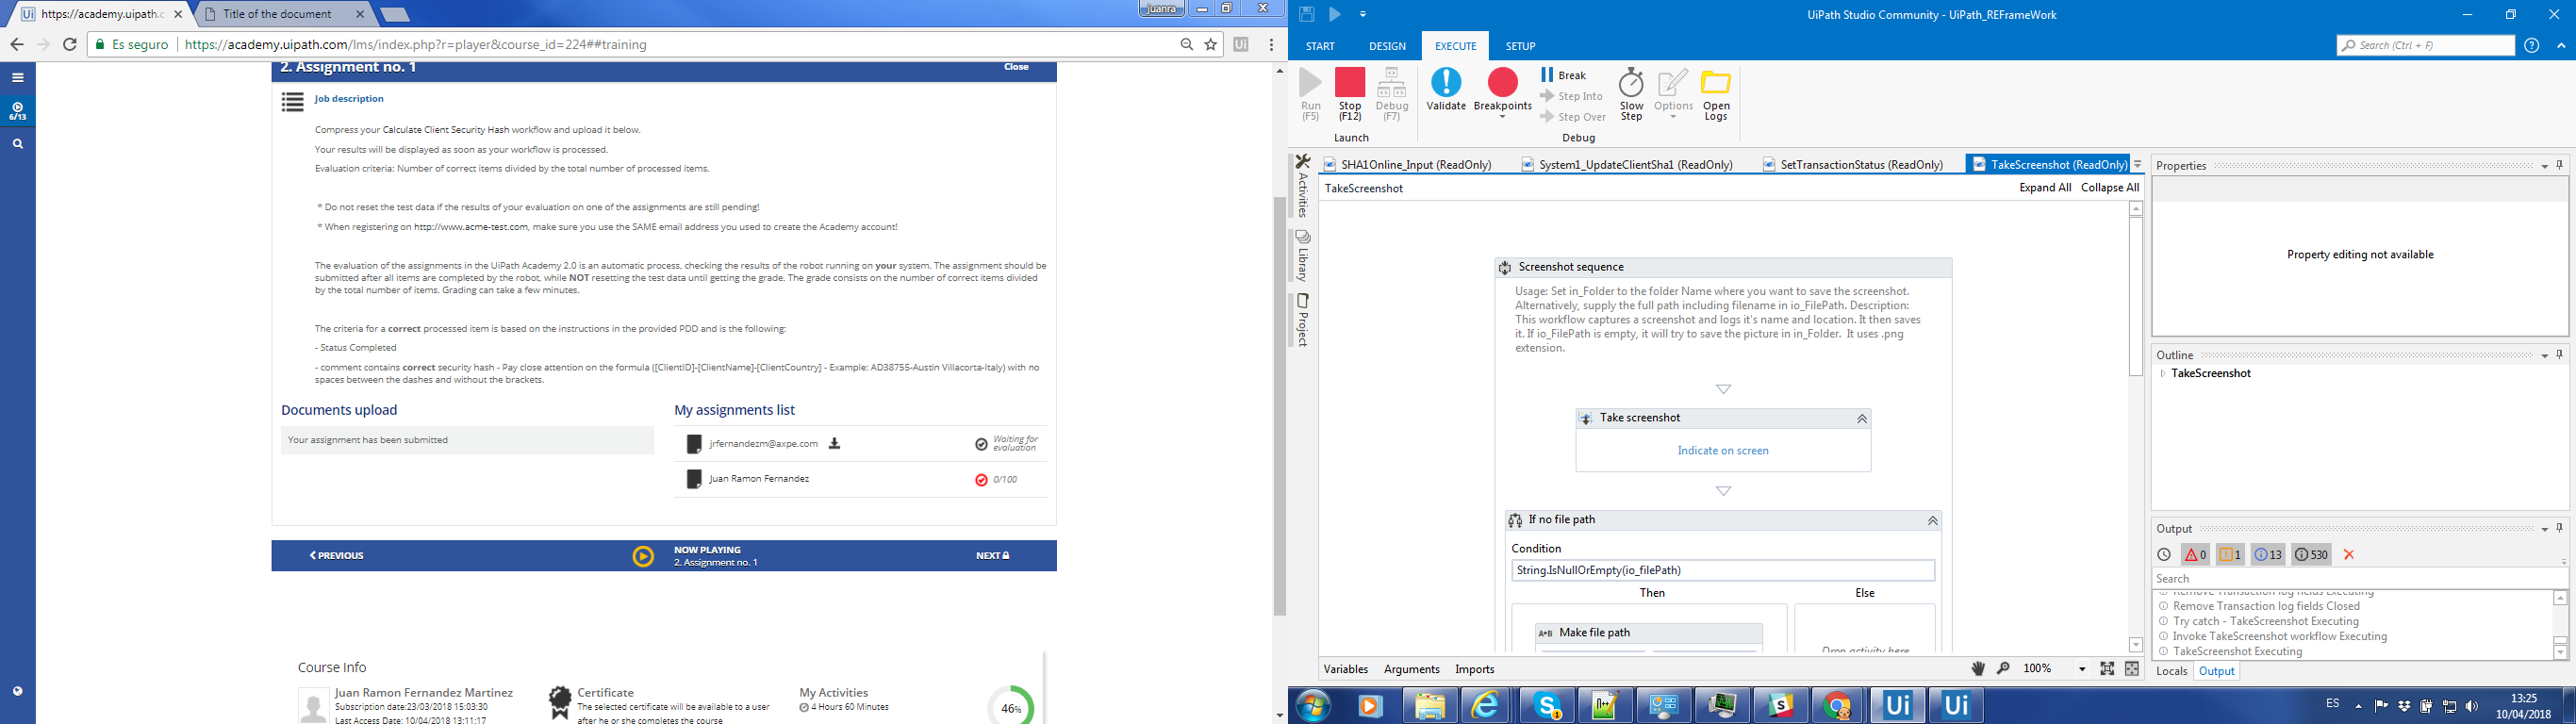 https://academy.uipath.c
Title of the document
juanra
Es seguro
https://academy.uipath.com/lms/index.php?r=player&course_id=224##training
6/13
2. Assignment no. 1
Close
Job description
Compress your Calculate Client Security Hash workflow and upload it below.
Your results will be displayed as soon as your workflow is processed.
Evaluation criteria: Number of correct items divided by the total number of processed items.
* Do not reset the test data if the results of your evaluation on one of the assignments are still pending!
* When registering on http://www.acme-test.com, make sure you use the SAME email address you used to create the Academy account!
The evaluation of the assignments in the UiPath Academy 2.0 is an automatic process, checking the results of the robot running on your system. The assignment should be
submitted after all items are completed by the robot, while NOT resetting the test data until getting the grade. The grade consists on the number of correct items divided
by the total number of items. Grading can take a few minutes.
The criteria for a correct processed item is based on the instructions in the provided PDD and is the following:
- Status Completed
- comment contains correct security hash - Pay close attention on the formula ([ClientID]-[ClientName]-[ClientCountry] - Example: AD38755-Austin Villacorta-Italy) with no
spaces between the dashes and without the brackets.
Documents upload
Your assignment has been submitted
My assignments list
jrfernandezm@axpe.com
Waiting for
evaluation
Juan Ramon Fernandez
0/100
PREVIOUS
NOW PLAYING
2. Assignment no. 1
NEXT
Course Info
Juan Ramon Fernandez Martinez
Subscription date:23/03/2018 15:03:30
Last Access Date: 10/04/2018 13:11:17
Certificate
The selected certificate will be available to a user
after he or she completes the course
My Activities
4 Hours 60 Minutes
46%
UiPath Studio Community - UiPath_REFrameWork
START
DESIGN
EXECUTE
SETUP
Search (Ctrl + F)
Run
(F5)
Stop
(F12)
Debug
(F7)
Launch
Validate
Breakpoints
Break
Step Into
Step Over
Slow
Step
Options
Open
Logs
Debug
Activities
Library
Project
SHA1Online_Input (ReadOnly)
System1_UpdateClientSha1 (ReadOnly)
SetTransactionStatus (ReadOnly)
TakeScreenshot (ReadOnly)
TakeScreenshot
Expand All
Collapse All
Screenshot sequence
Usage: Set in_Folder to the folder Name where you want to save the screenshot.
Alternatively, supply the full path including filename in io_FilePath. Description:
This workflow captures a screenshot and logs it's name and location. It then saves
it. If io_FilePath is empty, it will try to save the picture in in_Folder. It uses .png
extension.
Take screenshot
Indicate on screen
If no file path
Condition
String.IsNullOrEmpty(io_filePath)
Then
Else
A+B
Make file path
Drop activity here
Variables
Arguments
Imports
100%
Properties
Property editing not available
Outline
TakeScreenshot
Output
0
1
13
530
Search
Remove Transaction log fields Executing
Remove Transaction log fields Closed
Try catch - TakeScreenshot Executing
Invoke TakeScreenshot workflow Executing
TakeScreenshot Executing
Locals
Output
ES
13:25
10/04/2018